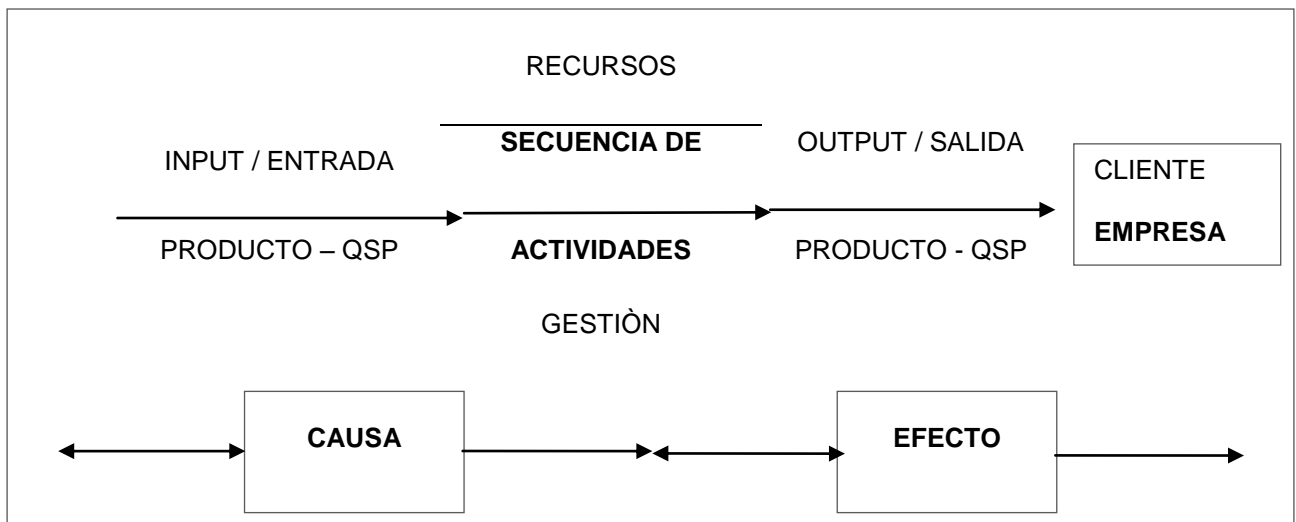 RECURSOS
SECUENCIA DE
INPUT / ENTRADA
OUTPUT / SALIDA
CLIENTE
EMPRESA
PRODUCTO – QSP
ACTIVIDADES
PRODUCTO - QSP
GESTIÒN
CAUSA
EFECTO